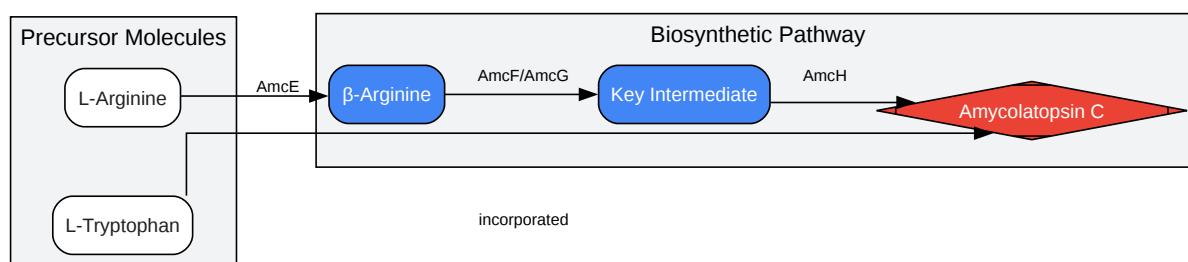 Precursor Molecules
Biosynthetic Pathway
L-Arginine
AmcE
β-Arginine
AmcF/AmcG
Key Intermediate
AmcH
Amycolatopsin C
L-Tryptophan
incorporated